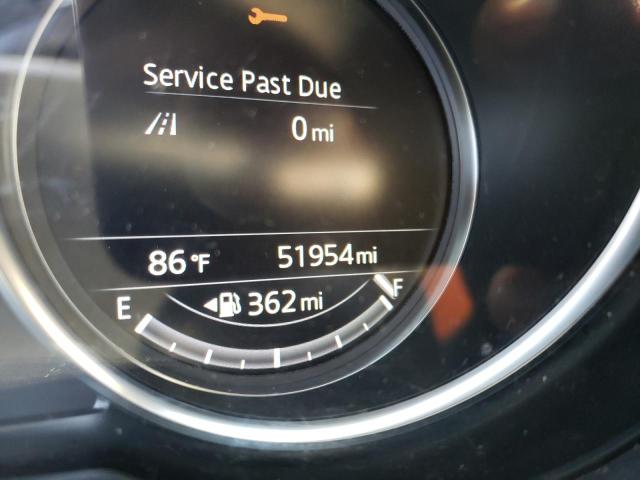 Service Past Due
0 mi
86°F 51954 mi
E 362 mi F